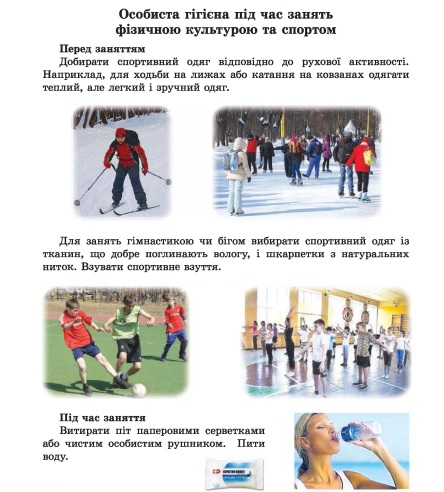 Особиста гігієна під час занять
фізичною культурою та спортом
Перед заняттям
Добирати спортивний одяг відповідно до рухової активності.
Наприклад, для ходьби на лижах або катання на ковзанах одягати
теплий, але легкий і зручний одяг.
Для занять гімнастикою чи бігом вибирати спортивний одяг із
тканин, що добре поглинають вологу, і шкарпетки з натуральних
ниток. Взувати спортивне взуття.
Під час заняття
Витирати піт паперовими серветками
або чистим особистим рушником. Пити
воду.